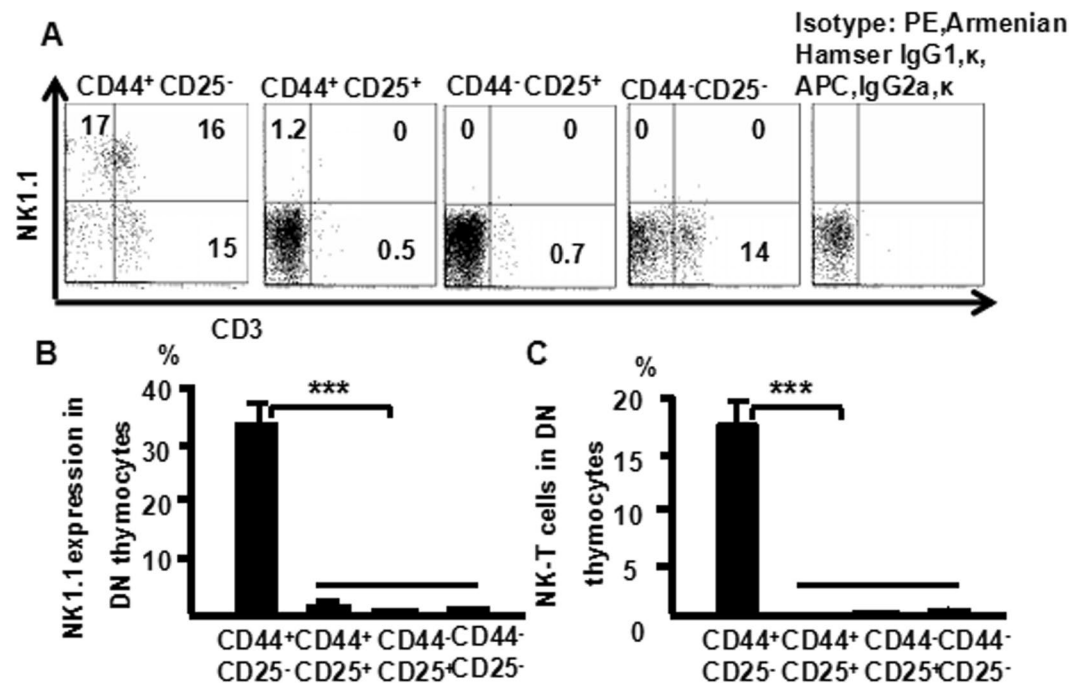 A
Isotype: PE,Armenian
Hamser IgG1,κ,
APC,IgG2a,κ
CD44+ CD25-
CD44+ CD25+
CD44- CD25+
CD44-CD25-
17 16
15
1.2 0
0.5
0 0
0.7
0 0
14
NK1.1
CD3
B
%
NK1.1 expression in
DN thymocytes
40
30
20
10
***
CD44+ CD44+ CD44- CD44-
CD25- CD25+ CD25+ CD25-
C
%
NK-T cells in DN
thymocytes
20
15
10
5
0
***
CD44+ CD44+ CD44- CD44-
CD25- CD25+ CD25+ CD25-